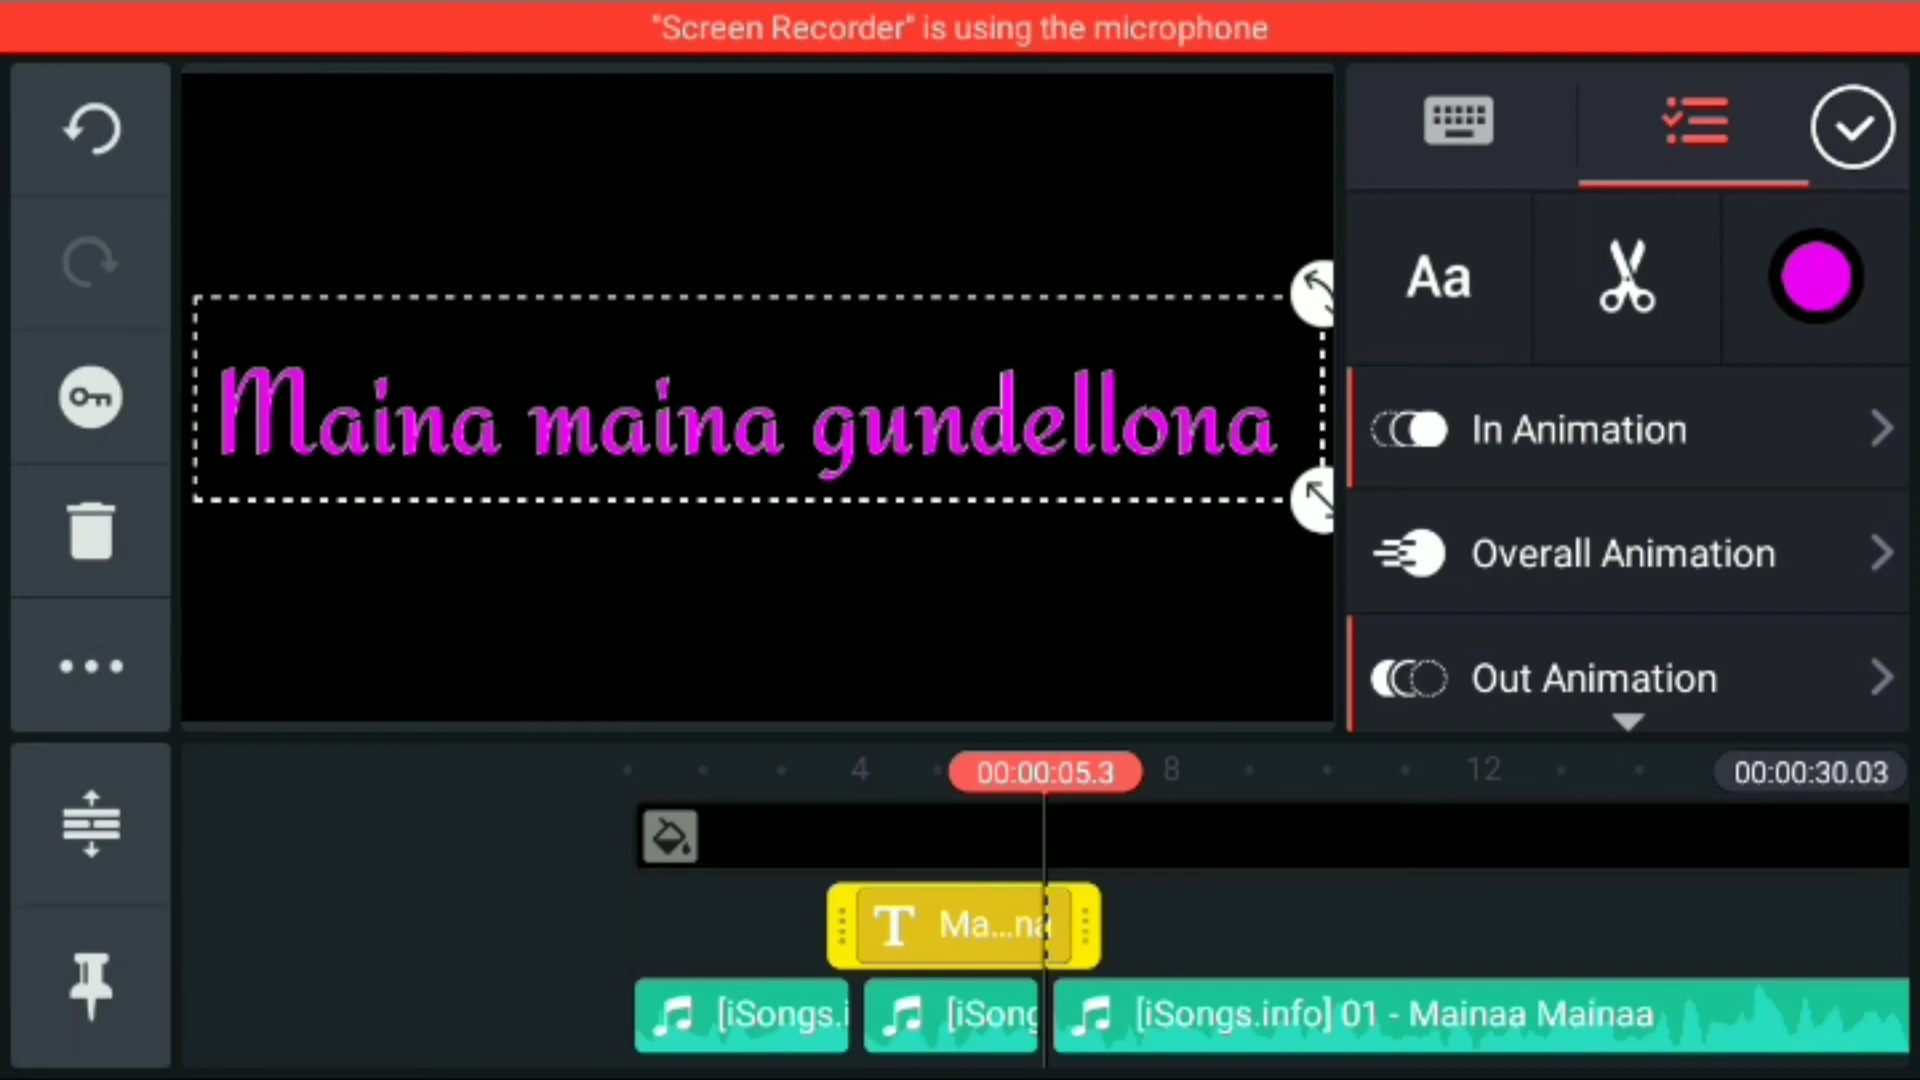 "Screen Recorder" is using the microphone
Aa
Maina maina gundellona
In Animation
Overall Animation
Out Animation
4
00:00:05.3
8
12
00:00:30.03
T Ma...na
[iSongs.i
[iSong
[iSongs.info] 01 - Mainaa Mainaa